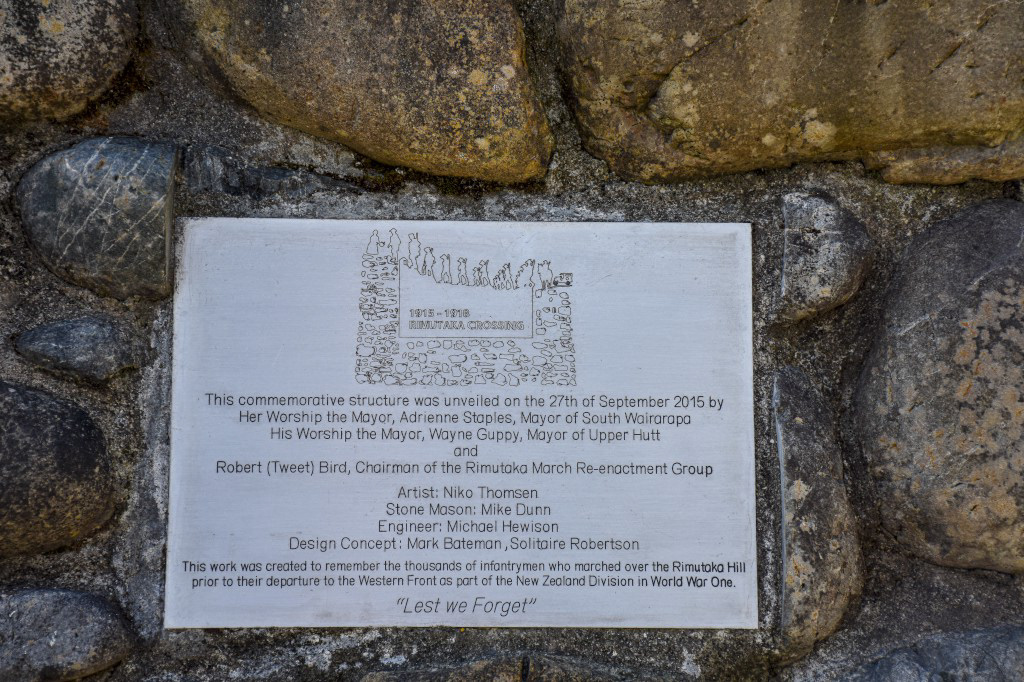 1915 - 1918
RIMUTAKA CROSSING
This commemorative structure was unveiled on the 27th of September 2015 by
Her Worship the Mayor, Adrienne Staples, Mayor of South Wairarapa
His Worship the Mayor, Wayne Guppy, Mayor of Upper Hutt
and
Robert (Tweet) Bird, Chairman of the Rimutaka March Re-enactment Group
Artist: Niko Thomsen
Stone Mason: Mike Dunn
Engineer: Michael Hewison
Design Concept: Mark Bateman, Solitaire Robertson
This work was created to remember the thousands of infantrymen who marched over the Rimutaka Hill
prior to their departure to the Western Front as part of the New Zealand Division in World War One.
"Lest we Forget"